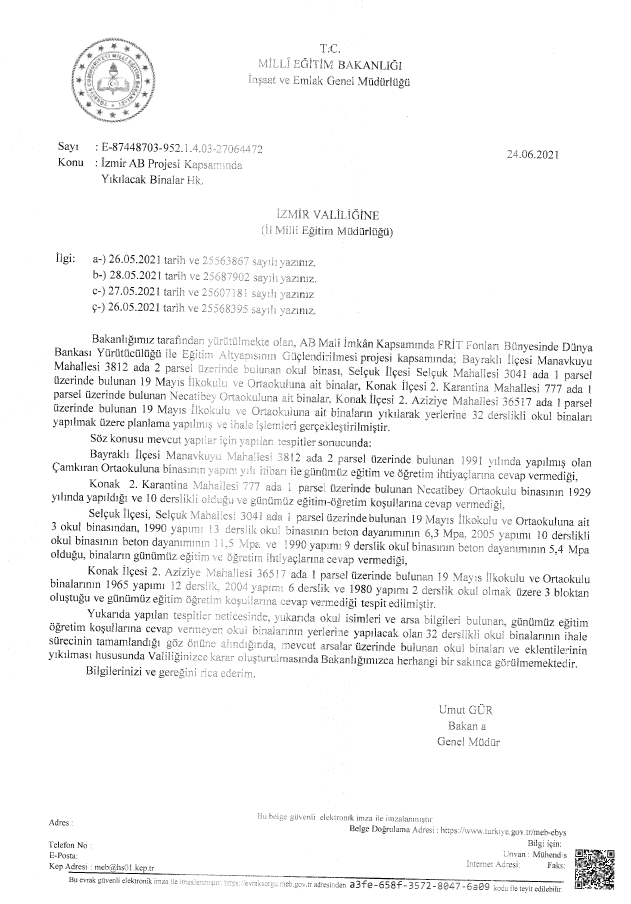 T.C.
MİLLÎ EĞİTİM BAKANLIĞI
İnşaat ve Emlak Genel Müdürlüğü
Sayı : E-87448703-952.1.4.03-27064472
24.06.2021
Konu : İzmir AB Projesi Kapsamında
Yıkılacak Binalar Hk.
İZMİR VALİLİĞİNE
(İl Milli Eğitim Müdürlüğü)
İlgi: a-) 26.05.2021 tarih ve 25563867 sayılı yazınız.
b-) 28.05.2021 tarih ve 25687902 sayılı yazınız.
c-) 27.05.2021 tarih ve 25607181 sayılı yazınız
ç-) 26.05.2021 tarih ve 25568395 sayılı yazınız.
Bakanlığımız tarafından yürütülmekte olan, AB Mali İmkân Kapsamında FRİT Fonları Bünyesinde Dünya
Bankası Yürütücülüğü ile Eğitim Altyapısının Güçlendirilmesi projesi kapsamında; Bayraklı İlçesi Manavkuyu
Mahallesi 3812 ada 2 parsel üzerinde bulunan okul binası, Selçuk İlçesi Selçuk Mahallesi 3041 ada 1 parsel
üzerinde bulunan 19 Mayıs İlkokulu ve Ortaokuluna ait binalar, Konak İlçesi 2. Karantina Mahallesi 777 ada 1
parsel üzerinde bulunan Necatibey Ortaokuluna ait binalar, Konak İlçesi 2. Aziziye Mahallesi 36517 ada 1 parsel
üzerinde bulunan 19 Mayıs İlkokulu ve Ortaokuluna ait binaların yıkılarak yerlerine 32 derslikli okul binaları
yapılmak üzere planlama yapılmış ve ihale işlemleri gerçekleştirilmiştir.
Söz konusu mevcut yapılar için yapılan tespitler sonucunda:
Bayraklı İlçesi Manavkuyu Mahallesi 3812 ada 2 parsel üzerinde bulunan 1991 yılında yapılmış olan
Çamkıran Ortaokuluna binasının yapım yılı itibarı ile günümüz eğitim ve öğretim ihtiyaçlarına cevap vermediği,
Konak 2. Karantina Mahallesi 777 ada 1 parsel üzerinde bulunan Necatibey Ortaokulu binasının 1929
yılında yapıldığı ve 10 derslikli olduğu ve günümüz eğitim-öğretim koşullarına cevap vermediği,
Selçuk İlçesi, Selçuk Mahallesi 3041 ada 1 parsel üzerinde bulunan 19 Mayıs İlkokulu ve Ortaokuluna ait
3 okul binasından, 1990 yapımı 13 derslik okul binasının beton dayanımının 6,3 Mpa, 2005 yapımı 10 derslikli
okul binasının beton dayanımının 11,5 Mpa ve 1990 yapımı 9 derslik okul binasının beton dayanımının 5,4 Mpa
olduğu, binaların günümüz eğitim ve öğretim ihtiyaçlarına cevap vermediği,
Konak İlçesi 2. Aziziye Mahallesi 36517 ada 1 parsel üzerinde bulunan 19 Mayıs İlkokulu ve Ortaokulu
binalarının 1965 yapımı 12 derslik, 2004 yapımı 6 derslik ve 1980 yapımı 2 derslik okul olmak üzere 3 bloktan
oluştuğu ve günümüz eğitim öğretim koşullarına cevap vermediği tespit edilmiştir.
Yukarıda yapılan tespitler neticesinde, yukarıda okul isimleri ve arsa bilgileri bulunan, günümüz eğitim
öğretim koşullarına cevap vermeyen okul binalarının yerlerine yapılacak olan 32 derslikli okul binalarının ihale
sürecinin tamamlandığı göz önüne alındığında, mevcut arsalar üzerinde bulunan okul binaları ve eklentilerinin
yıkılması hususunda Valiliğinizce karar oluşturulmasında Bakanlığımızca herhangi bir sakınca görülmemektedir.
Bilgilerinizi ve gereğini rica ederim.
Umut GÜR
Bakan a
Genel Müdür
Bu belge güvenli elektronik imza ile imzalanmıştır
Adres :
Belge Doğrulama Adresi : https://www.turkiye.gov.tr/meb-ebys
Bilgi için:
Telefon No :
Unvan : Mühendis
E-Posta:
İnternet Adresi: Faks:
Kep Adresi : meb@hs01.kep.tr
Bu evrak güvenli elektronik imza ile imzalanmıştır. https://evraksorgu.meb.gov.tr adresinden a3fe-658f-3572-8047-6a09 kodu ile teyit edilebilir.